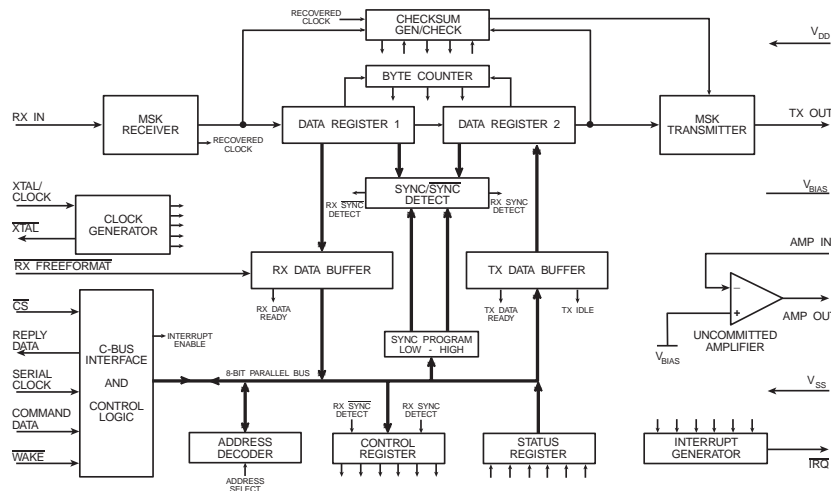 RECOVERED
CLOCK
CHECKSUM
GEN/CHECK
VDD
BYTE COUNTER
RX IN
MSK
RECEIVER
DATA REGISTER 1
DATA REGISTER 2
MSK
TRANSMITTER
TX OUT
RECOVERED
CLOCK
XTAL/
CLOCK
CLOCK
GENERATOR
XTAL
RX SYNC
DETECT
SYNC/SYNC
DETECT
RX SYNC
DETECT
VBIAS
RX FREEFORMAT
RX DATA BUFFER
TX DATA BUFFER
AMP IN
RX DATA
READY
TX DATA
READY
TX IDLE
AMP OUT
UNCOMMITTED
AMPLIFIER
VBIAS
CS
REPLY
DATA
SERIAL
CLOCK
COMMAND
DATA
WAKE
C-BUS
INTERFACE
AND
CONTROL
LOGIC
INTERRUPT
ENABLE
SYNC PROGRAM
LOW - HIGH
8-BIT PARALLEL BUS
VSS
RX SYNC
DETECT
RX SYNC
DETECT
ADDRESS
DECODER
CONTROL
REGISTER
STATUS
REGISTER
INTERRUPT
GENERATOR
IRQ
ADDRESS
SELECT